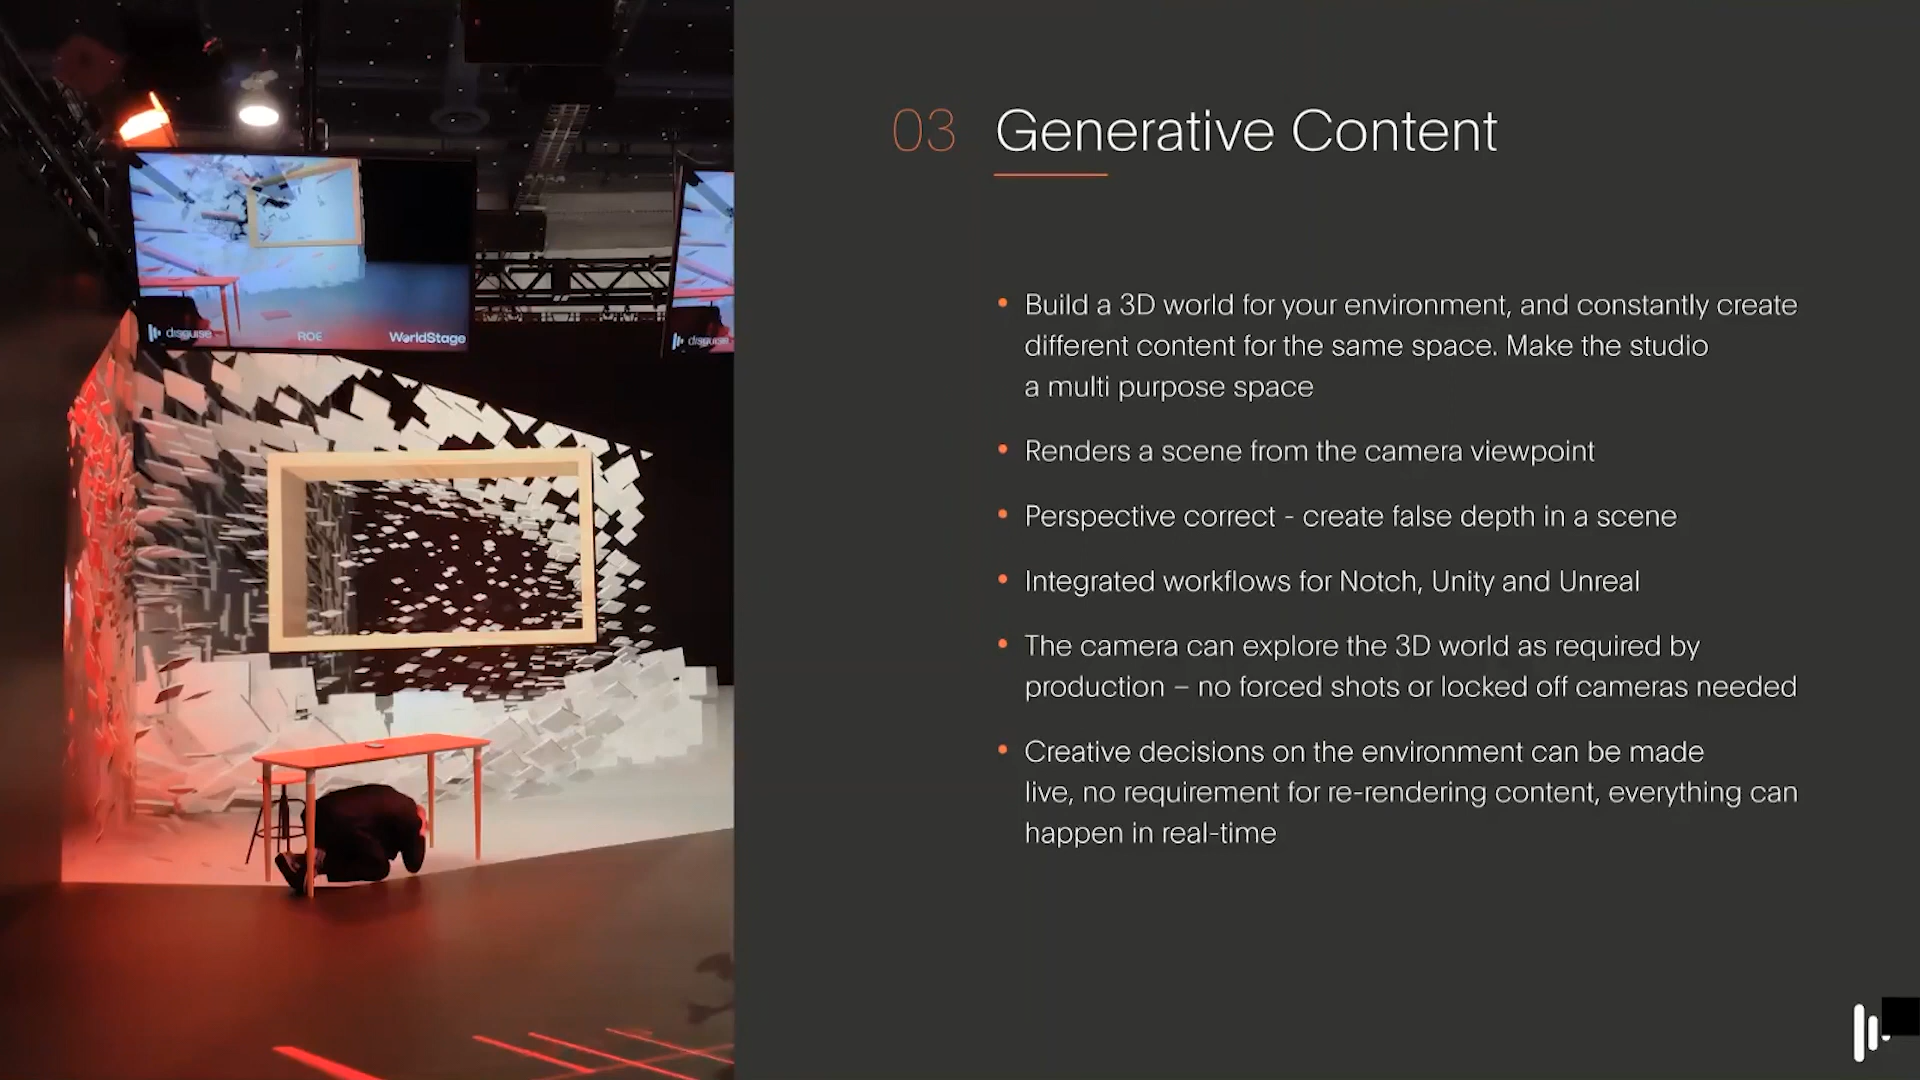 disguise
ROE
WorldStage
disguise
03 Generative Content
• Build a 3D world for your environment, and constantly create
different content for the same space. Make the studio
a multi purpose space
• Renders a scene from the camera viewpoint
• Perspective correct - create false depth in a scene
• Integrated workflows for Notch, Unity and Unreal
• The camera can explore the 3D world as required by
production – no forced shots or locked off cameras needed
• Creative decisions on the environment can be made
live, no requirement for re-rendering content, everything can
happen in real-time